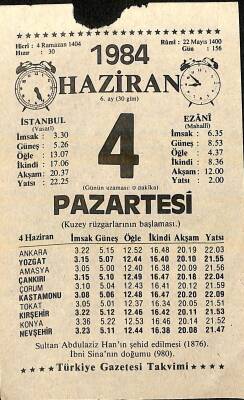 Hicri : 4 Ramazan 1404
Hızır : 30
1984
Rûmî : 22 Mayıs 1400
Gün : 156
HAZİRAN
6. ay (30 gün)
İSTANBUL
(Vasatî)
İmsak : 3.30
Güneş : 5.26
Öğle : 13.07
İkindi : 17.06
Akşam : 20.37
Yatsı : 22.25
4
EZÂNÎ
(Mahallî)
İmsak : 6.35
Güneş : 8.53
Öğle : 4.37
İkindi : 8.36
Akşam : 12.00
Yatsı : 2.00
(Günün uzaması: 0 dakika)
PAZARTESİ
(Kuzey rüzgarlarının başlaması.)
4 Haziran İmsak Güneş Öğle İkindi Akşam Yatsı
ANKARA 3.22 5.15 12.52 16.48 20.19 22.03
YOZGAT 3.15 5.07 12.44 16.40 20.10 21.55
AMASYA 3.05 5.00 12.40 16.38 20.09 21.56
ÇANKIRI 3.15 5.10 12.49 16.47 20.18 22.04
ÇORUM 3.10 5.04 12.43 16.41 20.12 21.59
KASTAMONU 3.08 5.06 12.48 16.47 20.20 22.09
TOKAT 3.05 5.01 12.37 16.34 20.05 21.51
KIRŞEHİR 3.22 5.12 12.46 16.42 20.11 21.53
KONYA 3.36 5.22 12.53 16.46 20.14 21.52
NEVŞEHİR 3.23 5.11 12.44 16.38 20.08 21.47
Sultan Abdulaziz Han'ın şehid edilmesi (1876).
İbni Sina'nın doğumu (980).
Türkiye Gazetesi Takvimi